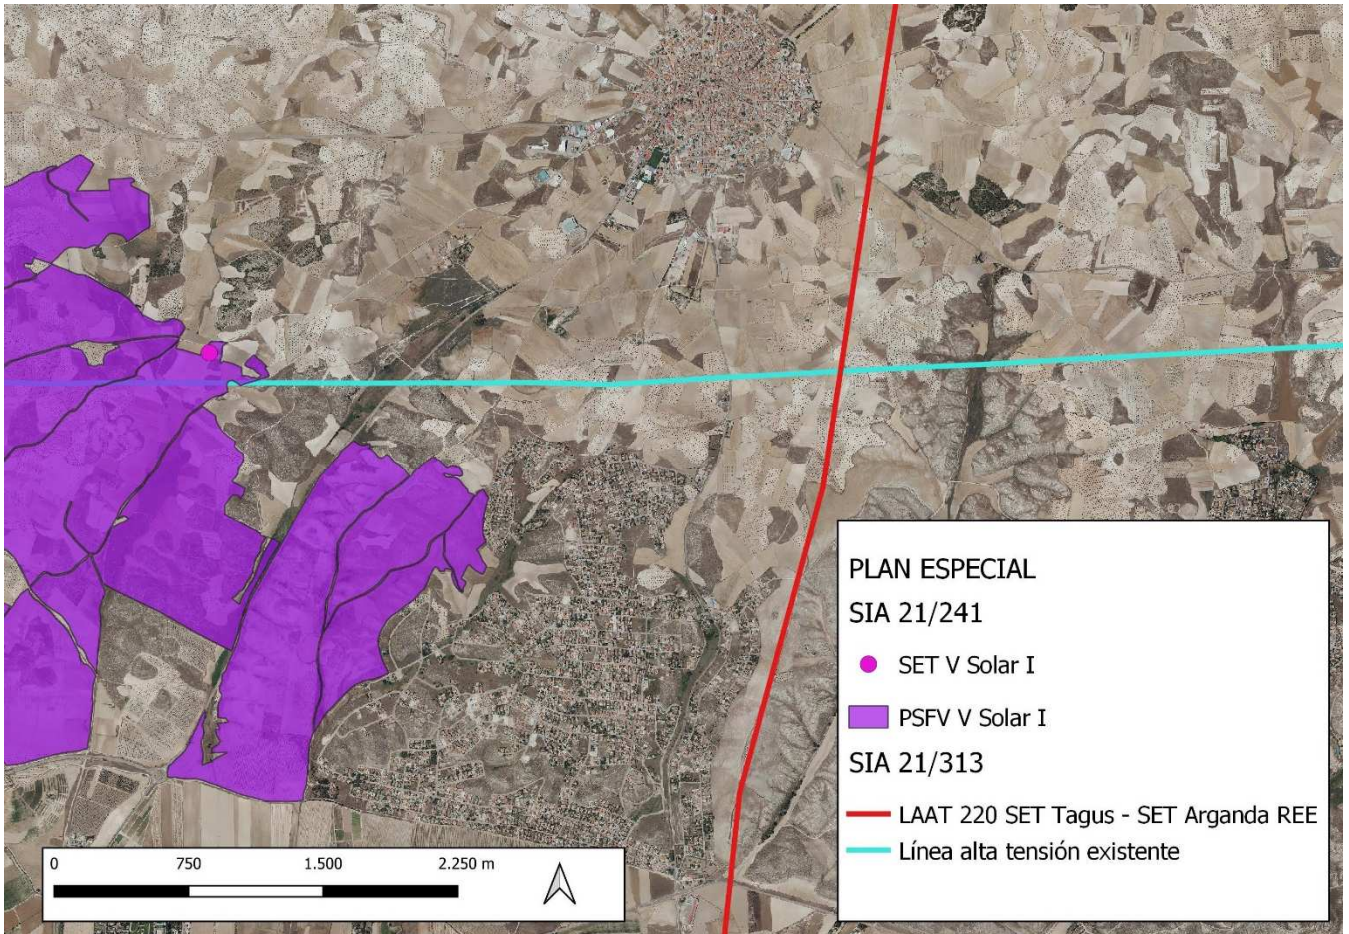 PLAN ESPECIAL
SIA 21/241
SET V Solar I
PSFV V Solar I
SIA 21/313
LAAT 220 SET Tagus - SET Arganda REE
Línea alta tensión existente
0 750 1.500 2.250 m